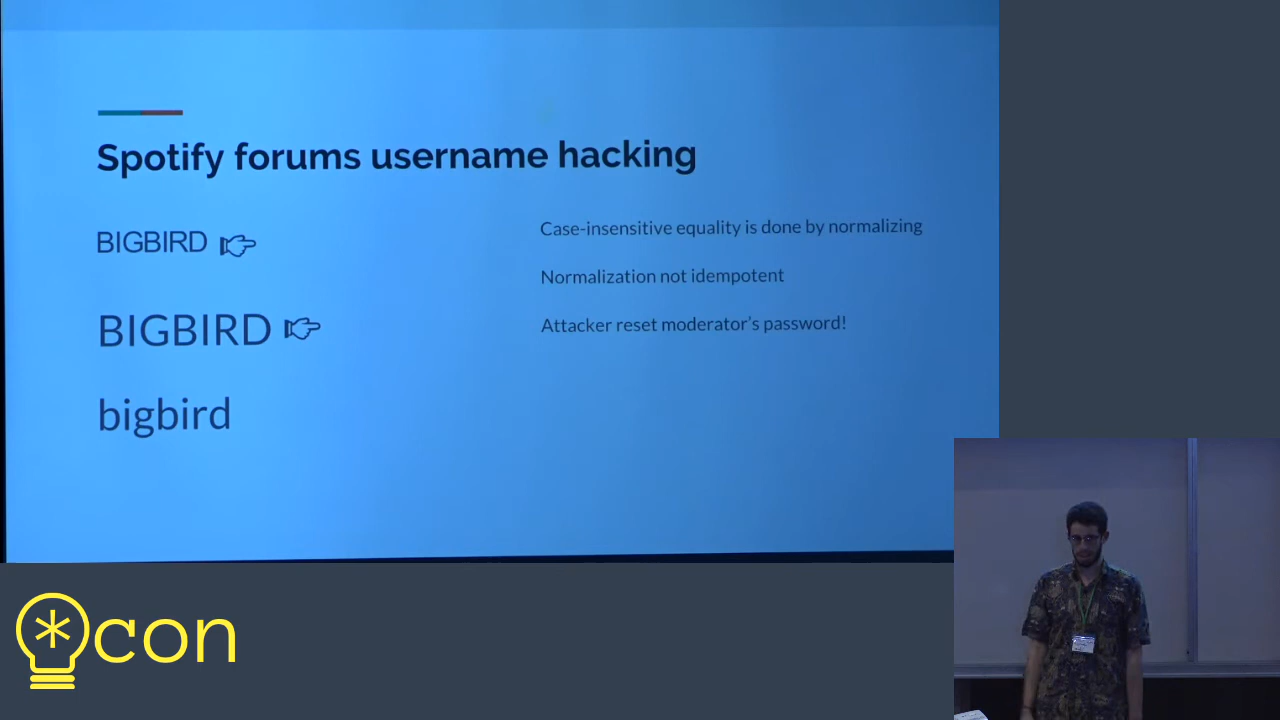 Spotify forums username hacking
BIGBIRD
BIGBIRD
bigbird
Case-insensitive equality is done by normalizing
Normalization not idempotent
Attacker reset moderator's password!
*con